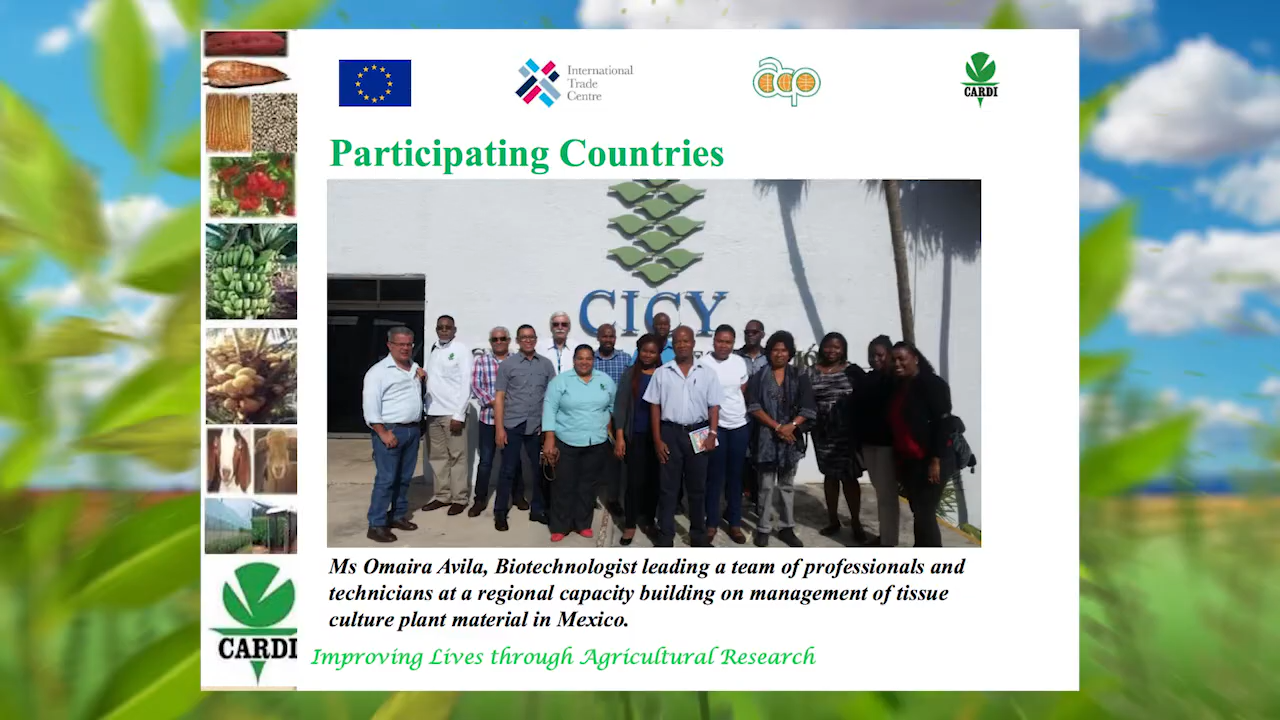 International
Trade
Centre
acp
CARDI
Participating Countries
CICY
Ms Omaira Avila, Biotechnologist leading a team of professionals and
technicians at a regional capacity building on management of tissue
culture plant material in Mexico.
CARDI
Improving Lives through Agricultural Research